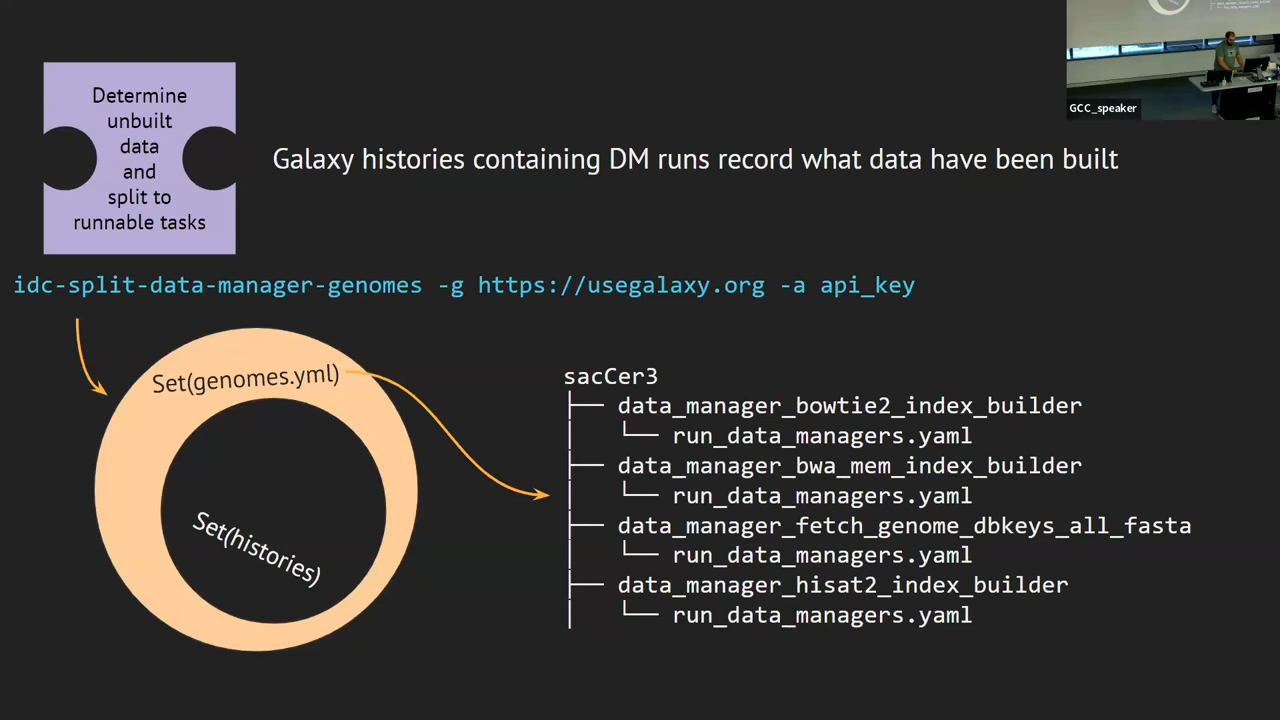 Determine
unbuilt
data
and
split to
runnable tasks
Galaxy histories containing DM runs record what data have been built
GCC_speaker
idc-split-data-manager-genomes -g https://usegalaxy.org -a api_key
Set(genomes.yml)
Set(histories)
sacCer3
├── data_manager_bowtie2_index_builder
│   └── run_data_managers.yaml
├── data_manager_bwa_mem_index_builder
│   └── run_data_managers.yaml
├── data_manager_fetch_genome_dbkeys_all_fasta
│   └── run_data_managers.yaml
├── data_manager_hisat2_index_builder
│   └── run_data_managers.yaml